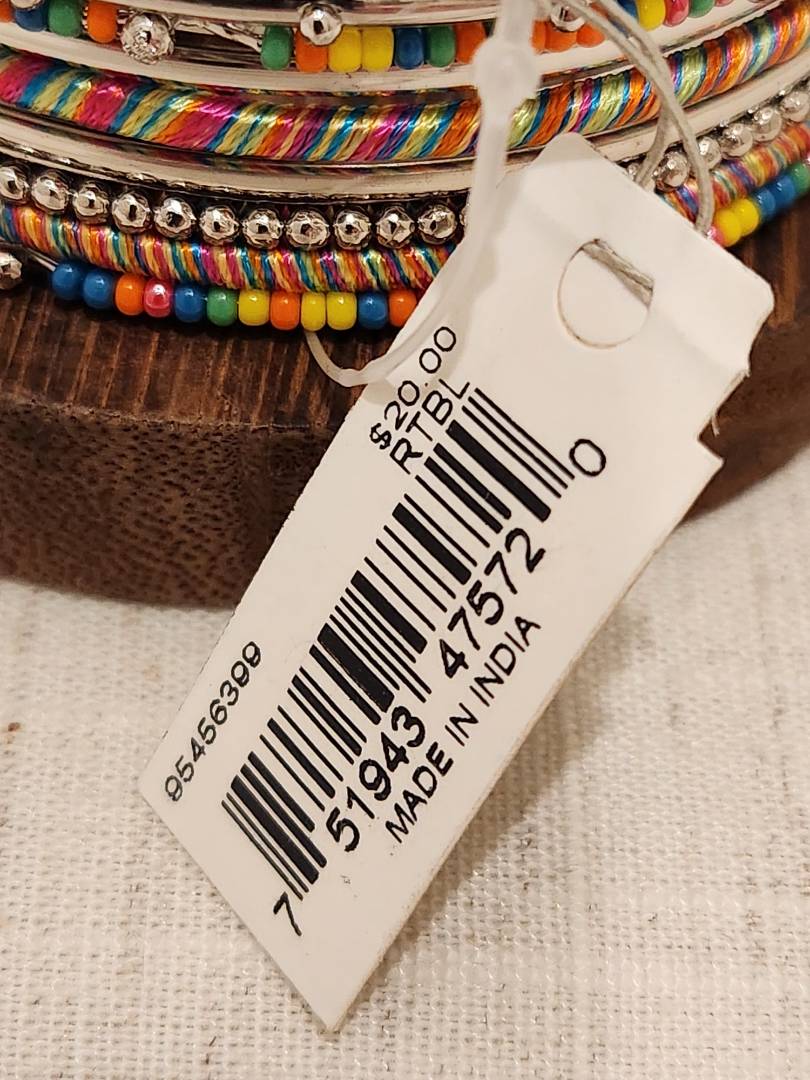 $20.00
RTBL
95456399
7 51943 47572 0
MADE IN INDIA